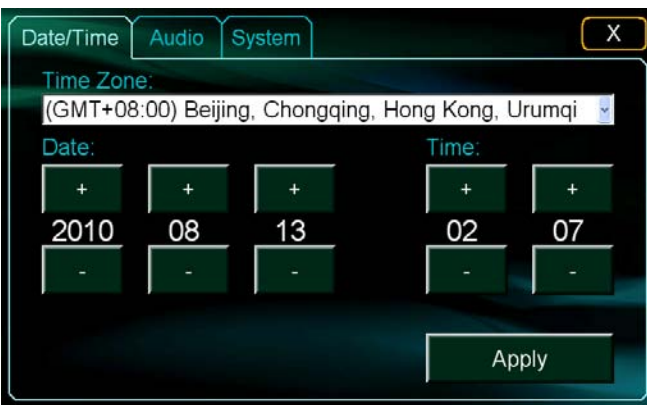 Date/Time Audio System X
Time Zone:
(GMT+08:00) Beijing, Chongqing, Hong Kong, Urumqi
Date: Time:
+ + + + +
2010 08 13 02 07
- - - - -
Apply